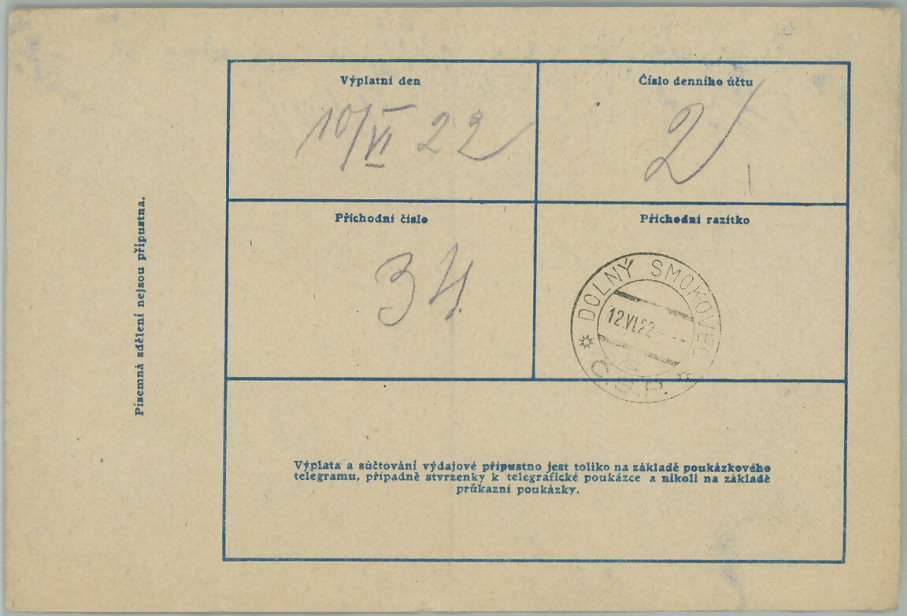 Výplatní den
10/VI 22
Číslo denního účtu
2
Příchodní číslo
34
Příchodní razítko
* DOLNÝ SMOKOVEC *
12.VI.22
Č.S.P.
Výplata a súčtování výdajové přípustno jest toliko na základě poukázkového
telegramu, případně stvrzenky k telegrafické poukázce a nikoli na základě
průkazní poukázky.
Písemná sdělení nejsou přípustna.